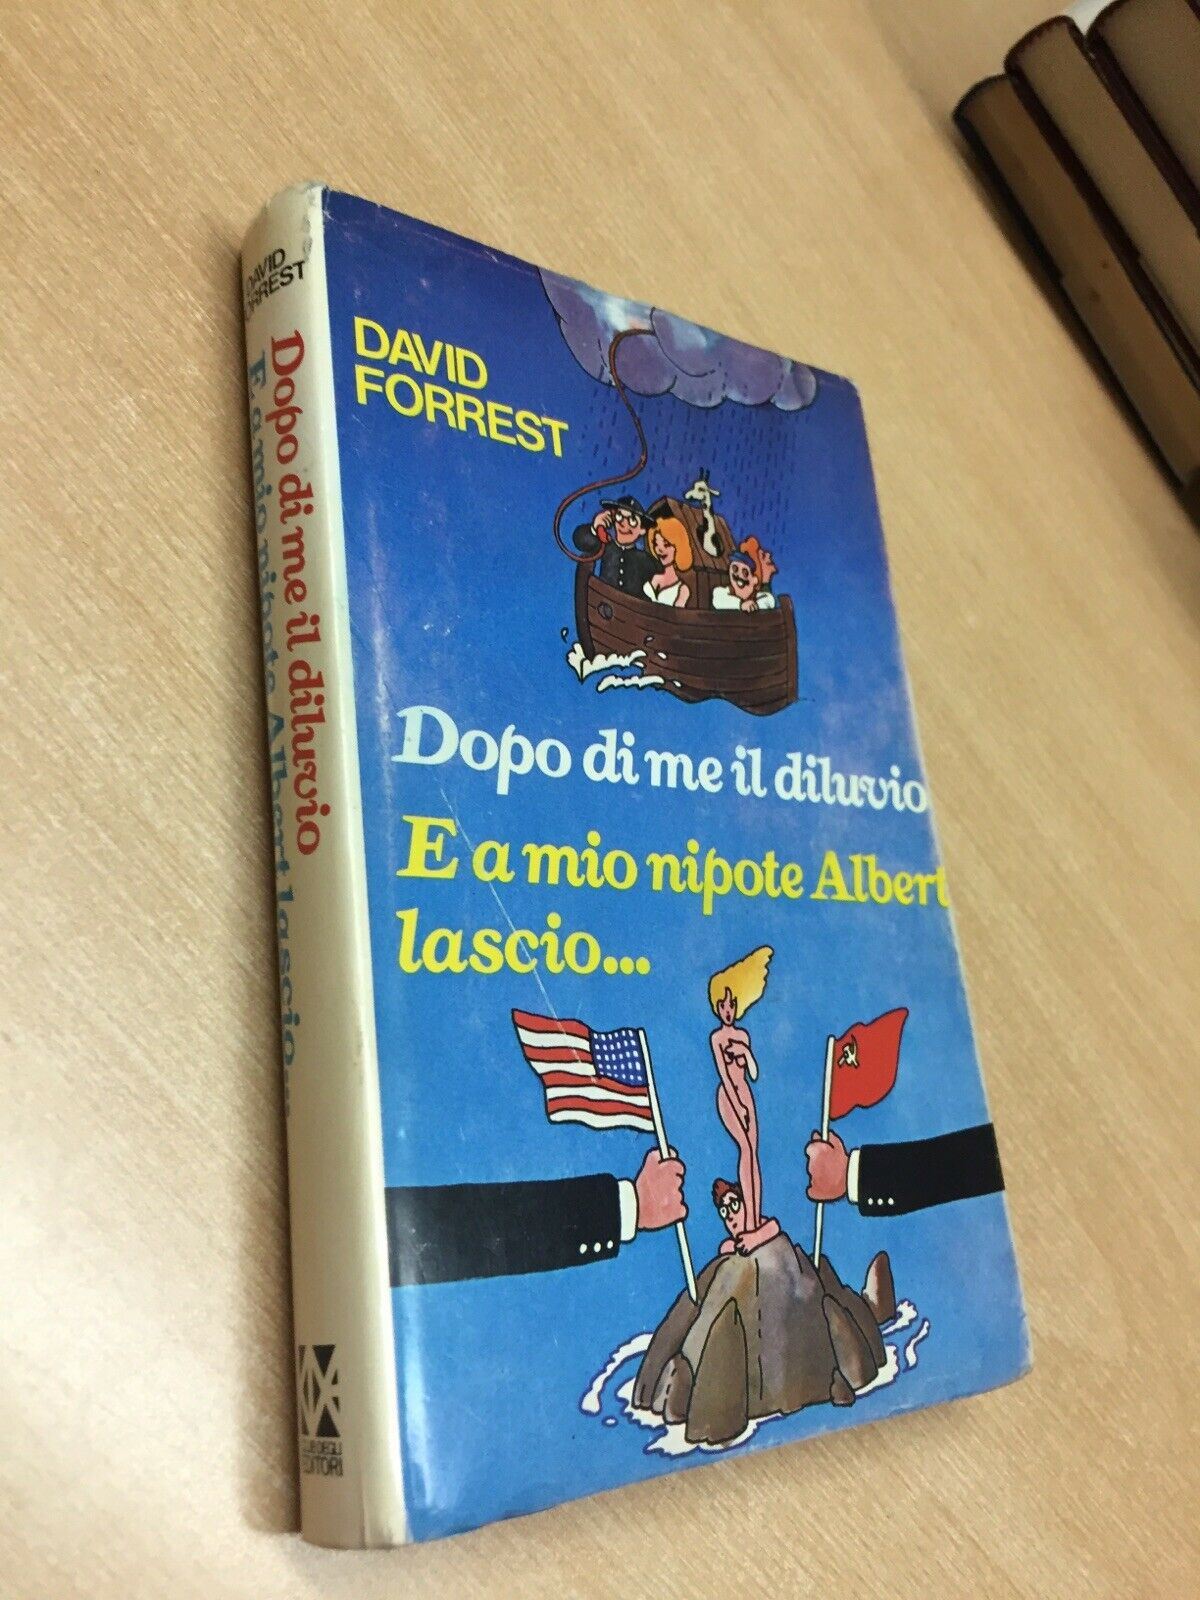 DAVID
FORREST
Dopo di me il diluvio
E a mio nipote Albert
lascio...
DAVID
FORREST
Dopo di me il diluvio
E a mio nipote Albert lascio...
CLUB DEGLI
EDITORI